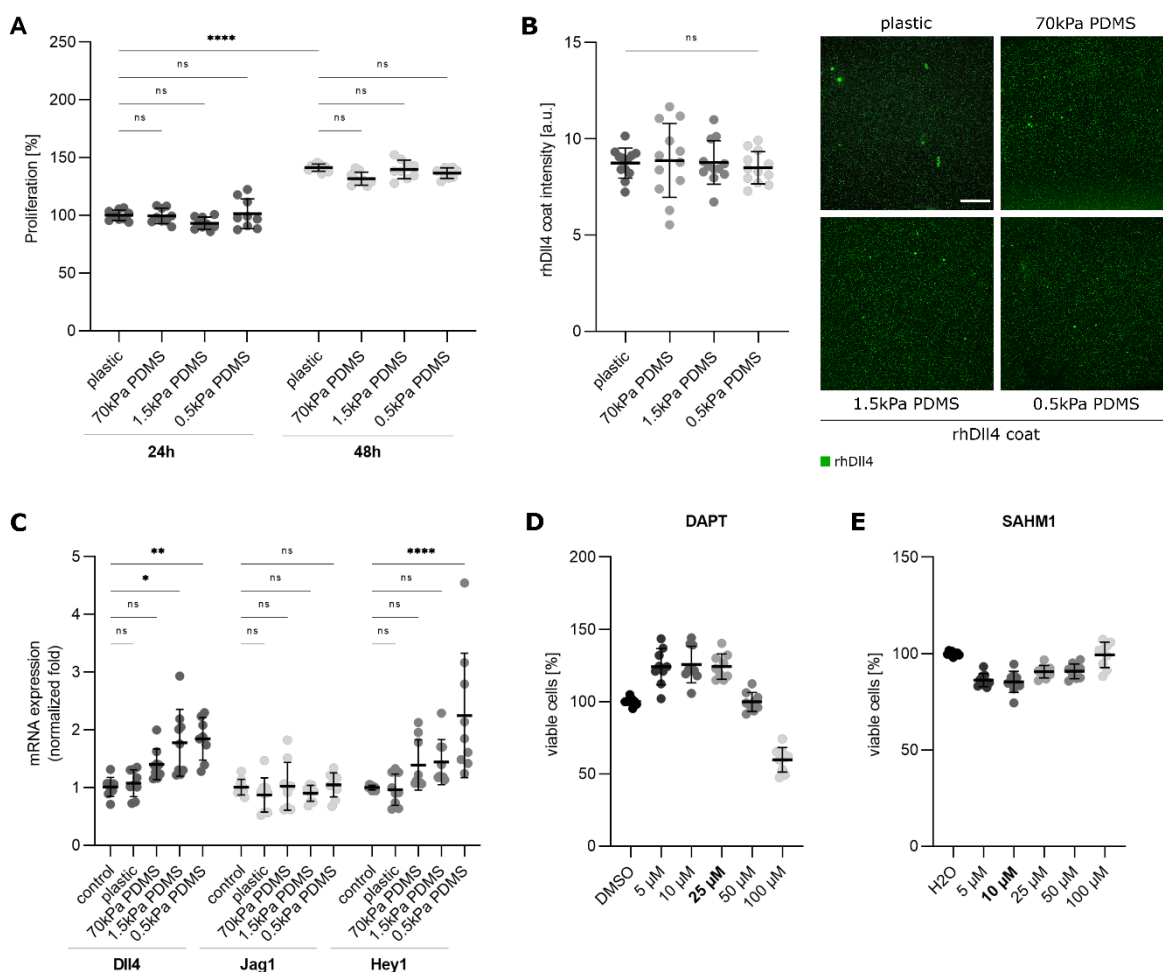 A
Proliferation [%]
250
200
150
100
50
0
****
ns
ns
ns
ns
ns
ns
plastic
70kPa PDMS
1.5kPa PDMS
0.5kPa PDMS
plastic
70kPa PDMS
1.5kPa PDMS
0.5kPa PDMS
24h
48h
B
rhDll4 coat intensity [a.u.]
15
10
5
0
ns
plastic
70kPa PDMS
1.5kPa PDMS
0.5kPa PDMS
plastic
70kPa PDMS
1.5kPa PDMS
0.5kPa PDMS
rhDll4 coat
rhDll4
C
mRNA expression
(normalized fold)
5
4
3
2
1
0
**
*
ns
ns
ns
ns
ns
ns
****
ns
ns
ns
control
plastic
70kPa PDMS
1.5kPa PDMS
0.5kPa PDMS
control
plastic
70kPa PDMS
1.5kPa PDMS
0.5kPa PDMS
control
plastic
70kPa PDMS
1.5kPa PDMS
0.5kPa PDMS
Dll4
Jag1
Hey1
D
DAPT
viable cells [%]
200
150
100
50
0
DMSO
5 µM
10 µM
25 µM
50 µM
100 µM
E
SAHM1
viable cells [%]
150
100
50
0
H2O
5 µM
10 µM
25 µM
50 µM
100 µM